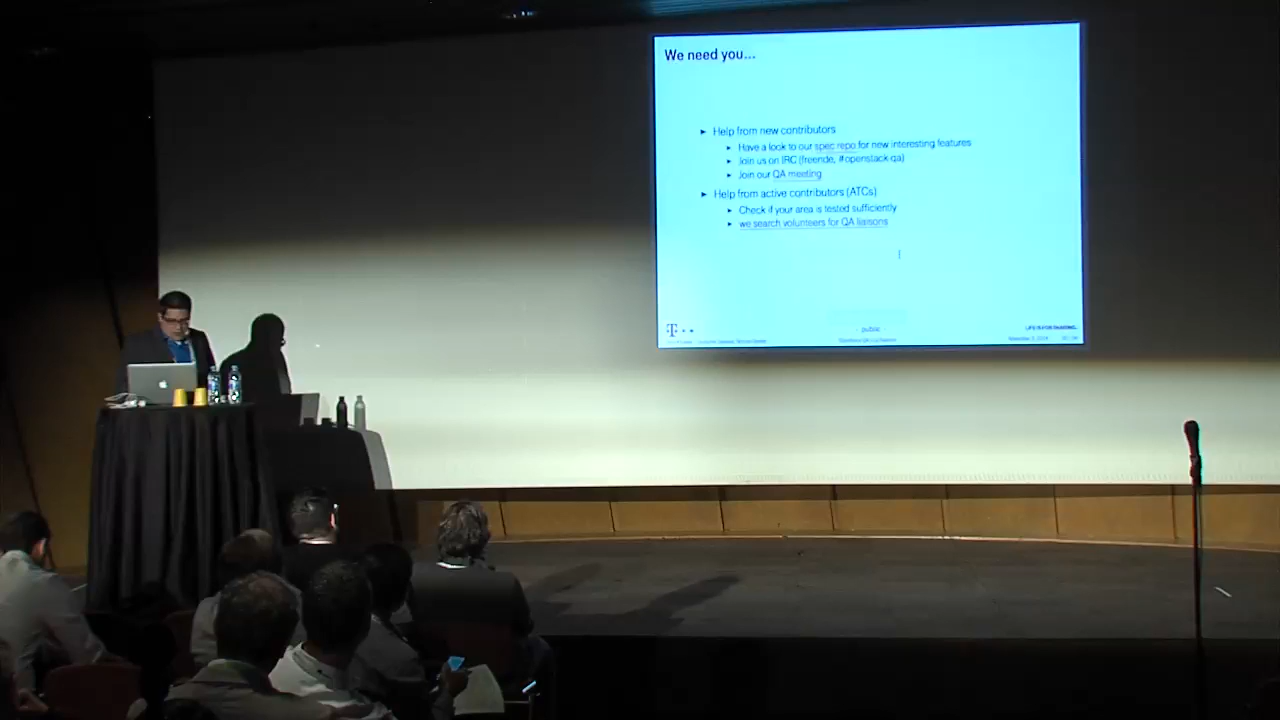 We need you...
► Help from new contributors
► Have a look to our spec repo for new interesting features
► Join us on IRC (freende, #openstack-qa)
► Join our QA meeting
► Help from active contributors (ATCs)
► Check if your area is tested sufficiently
► we search volunteers for QA liaisons
T
- public -
LIFE IS FOR SHARING.